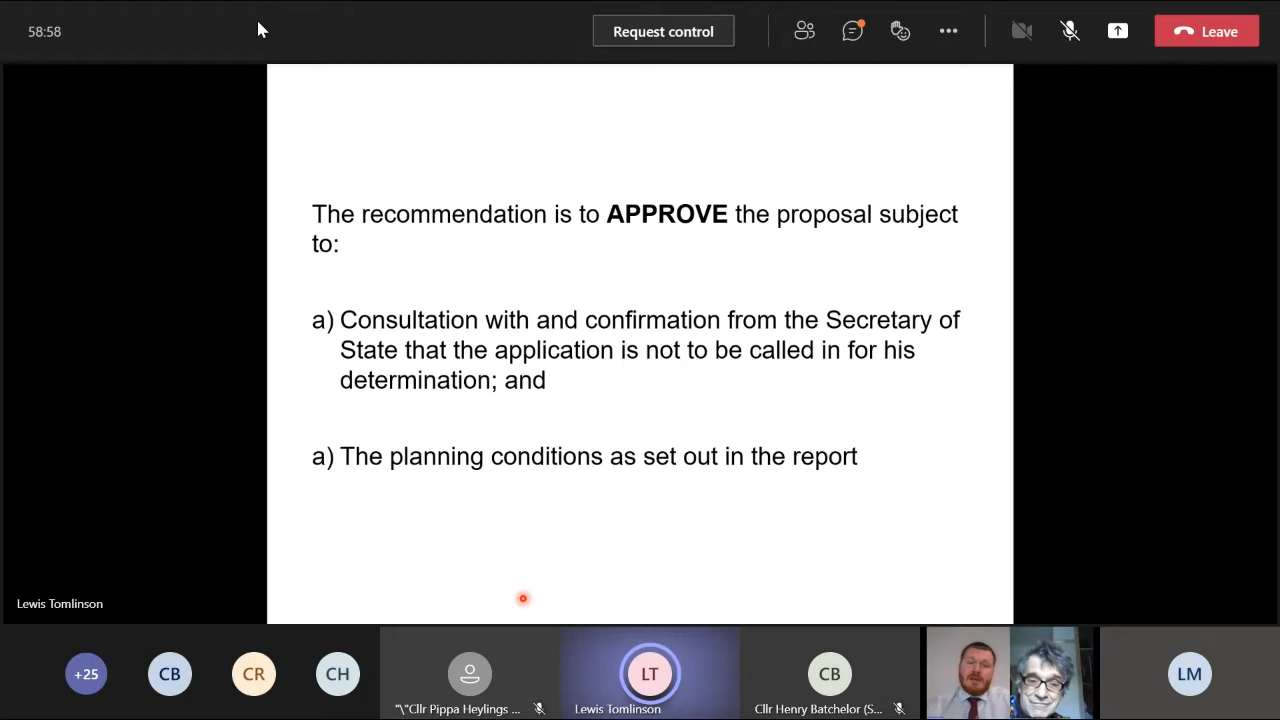 58:58
Request control
Leave
The recommendation is to APPROVE the proposal subject
to:
a) Consultation with and confirmation from the Secretary of
State that the application is not to be called in for his
determination; and
a) The planning conditions as set out in the report
Lewis Tomlinson
+25
CB
CR
CH
LT
CB
LM
"\"Cllr Pippa Heylings ...
Lewis Tomlinson
Cllr Henry Batchelor (S...